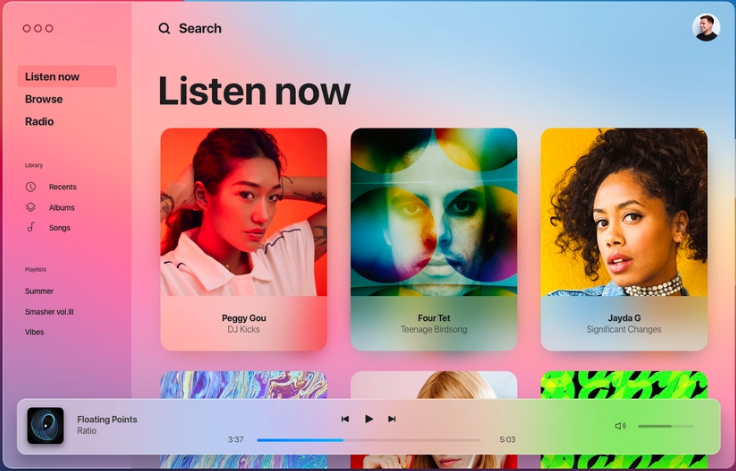 Search
Listen now
Browse
Radio
Library
Recents
Albums
Songs
Playlists
Summer
Smasher vol.III
Vibes
Listen now
Peggy Gou
DJ Kicks
Four Tet
Teenage Birdsong
Jayda G
Significant Changes
Floating Points
Ratio
3:37
5:03